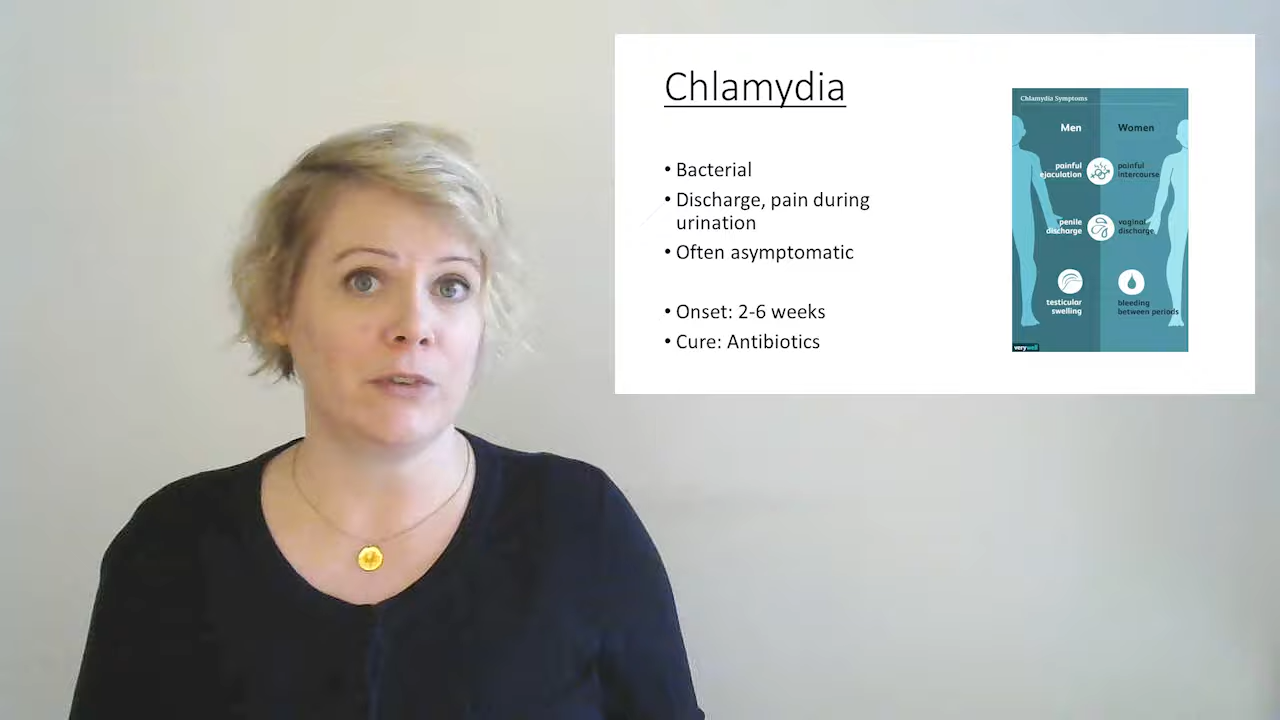 Chlamydia
• Bacterial
• Discharge, pain during
urination
• Often asymptomatic
• Onset: 2-6 weeks
• Cure: Antibiotics
Chlamydia Symptoms
Men
Women
painful
ejaculation
painful
intercourse
penile
discharge
vaginal
discharge
testicular
swelling
bleeding
between periods
verywell